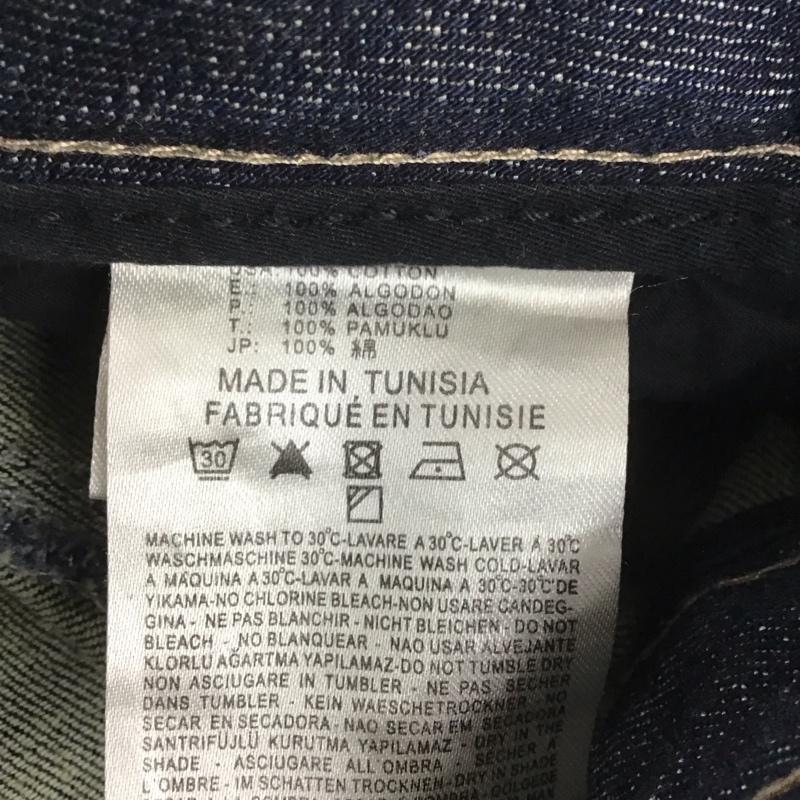 USA 100% COTTON
E.: 100% ALGODON
P.: 100% ALGODAO
T.: 100% PAMUKLU
JP: 100% 綿
MADE IN TUNISIA
FABRIQUÉ EN TUNISIE
30
MACHINE WASH TO 30°C-LAVARE A 30°C-LAVER A 30°C
WASCHMASCHINE 30°C-MACHINE WASH COLD-LAVAR
A MAQUINA A 30°C-LAVAR A MAQUINA A 30°C-30°C'DE
YIKAMA-NO CHLORINE BLEACH-NON USARE CANDEG-
GINA - NE PAS BLANCHIR - NICHT BLEICHEN - DO NOT
BLEACH - NO BLANQUEAR - NAO USAR ALVEJANTE
KLORLU AĞARTMA YAPILAMAZ-DO NOT TUMBLE DRY
NON ASCIUGARE IN TUMBLER - NE PAS SECHER
DANS TUMBLER - KEIN WAESCHETROCKNER - NO
SECAR EN SECADORA - NAO SECAR EM SECADORA
SANTRIFUJLÜ KURUTMA YAPILAMAZ - DRY IN THE
SHADE - ASCIUGARE ALL'OMBRA - SÉCHER À
L'OMBRE - IM SCHATTEN TROCKNEN-DRY IN SHADE